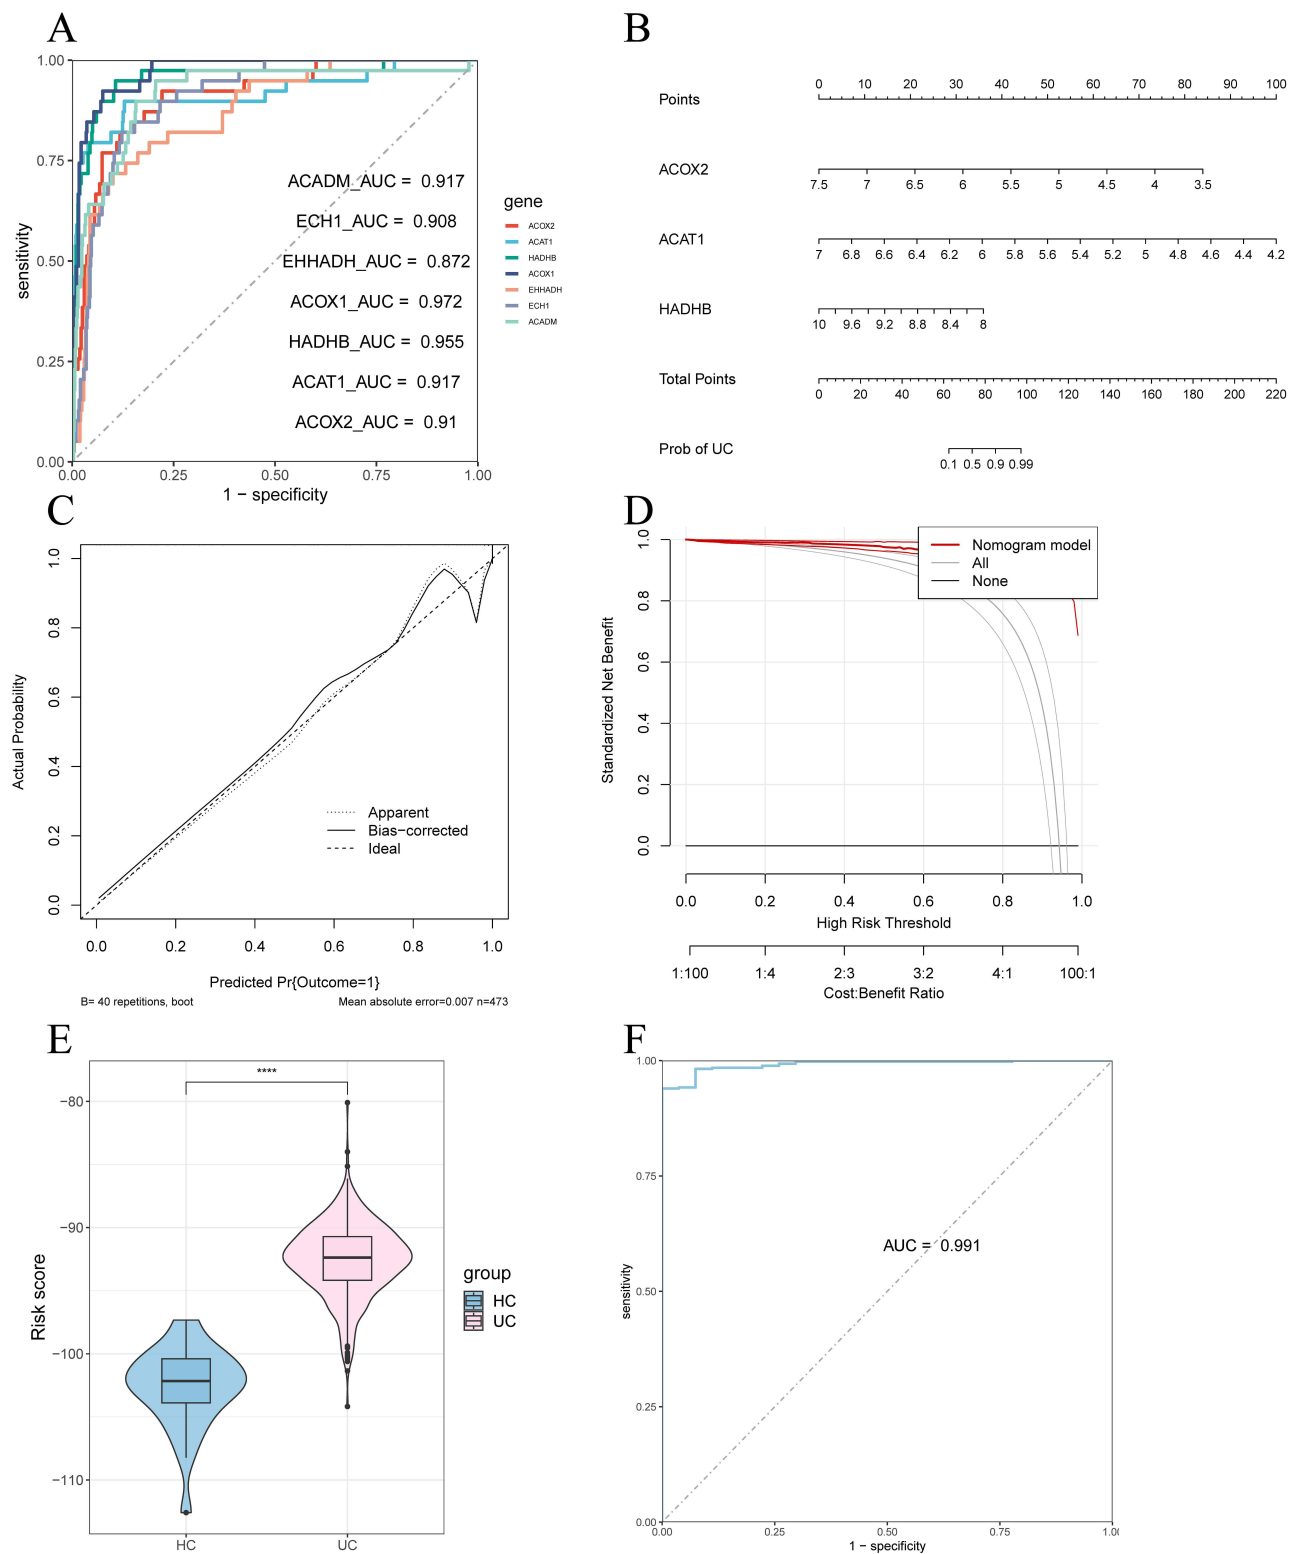 A
1.00
0.75
0.50
0.25
0.00
sensitivity
ACADM_AUC = 0.917
ECH1_AUC = 0.908
EHHADH_AUC = 0.872
ACOX1_AUC = 0.972
HADHB_AUC = 0.955
ACAT1_AUC = 0.917
ACOX2_AUC = 0.91
0.00 0.25 0.50 0.75 1.00
1 − specificity
gene
ACOX2
ACAT1
HADHB
ACOX1
EHHADH
ECH1
ACADM
B
Points
0 10 20 30 40 50 60 70 80 90 100
ACOX2
7.5 7 6.5 6 5.5 5 4.5 4 3.5
ACAT1
7 6.8 6.6 6.4 6.2 6 5.8 5.6 5.4 5.2 5 4.8 4.6 4.4 4.2
HADHB
10 9.6 9.2 8.8 8.4 8
Total Points
0 20 40 60 80 100 120 140 160 180 200 220
Prob of UC
0.1 0.5 0.9 0.99
C
1.0
0.8
0.6
0.4
0.2
0.0
Actual Probability
Apparent
Bias−corrected
Ideal
0.0 0.2 0.4 0.6 0.8 1.0
Predicted Pr{Outcome=1}
B= 40 repetitions, boot
Mean absolute error=0.007 n=473
D
1.0
0.8
0.6
0.4
0.2
0.0
Standardized Net Benefit
Nomogram model
All
None
0.0 0.2 0.4 0.6 0.8 1.0
High Risk Threshold
1:100 1:4 2:3 3:2 4:1 100:1
Cost:Benefit Ratio
E
****
−80
−90
−100
−110
Risk score
HC UC
group
HC
UC
F
1.00
0.75
0.50
0.25
0.00
sensitivity
AUC = 0.991
0.00 0.25 0.50 0.75 1.0
1 − specificity